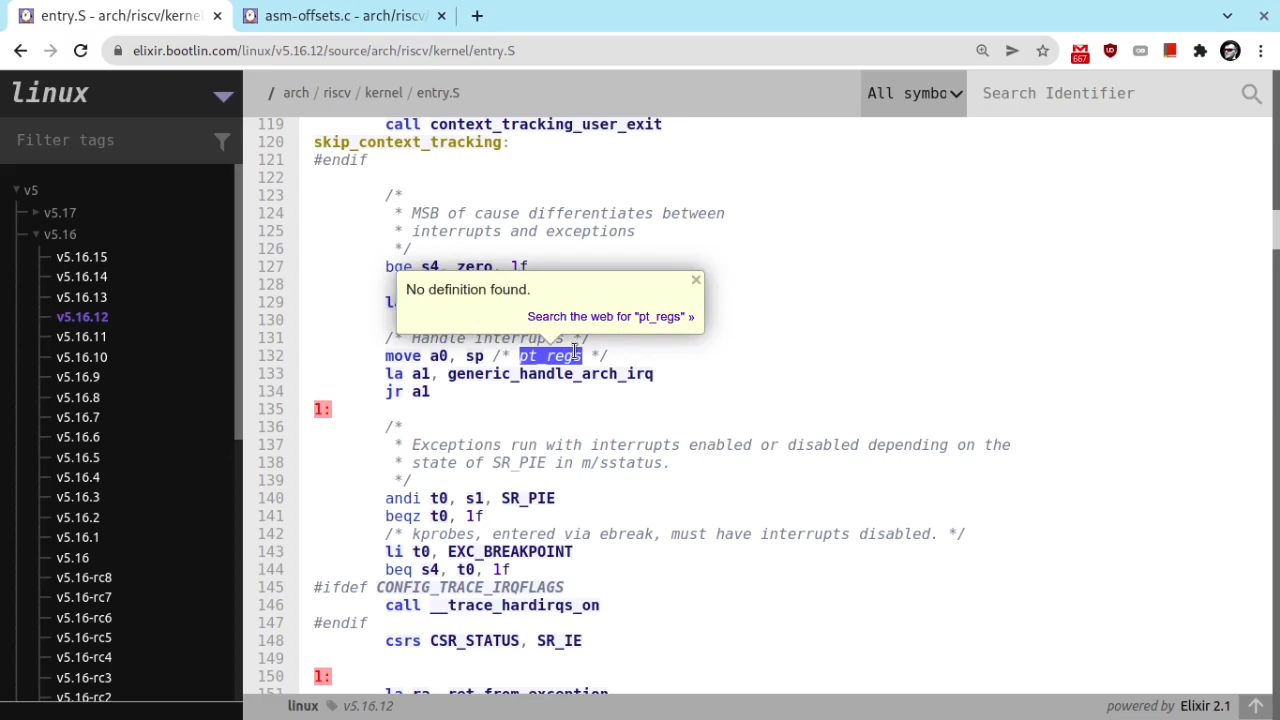 entry.S - arch/riscv/kernel
asm-offsets.c - arch/riscv/
elixir.bootlin.com/linux/v5.16.12/source/arch/riscv/kernel/entry.S
667
linux
/ arch / riscv / kernel / entry.S
All symbo
Search Identifier
Filter tags
v5
v5.17
v5.16
v5.16.15
v5.16.14
v5.16.13
v5.16.12
v5.16.11
v5.16.10
v5.16.9
v5.16.8
v5.16.7
v5.16.6
v5.16.5
v5.16.4
v5.16.3
v5.16.2
v5.16.1
v5.16
v5.16-rc8
v5.16-rc7
v5.16-rc6
v5.16-rc5
v5.16-rc4
v5.16-rc3
v5.16-rc2
119 call context_tracking_user_exit
120 skip_context_tracking:
121 #endif
122
123 /*
124 * MSB of cause differentiates between
125 * interrupts and exceptions
126 */
127 bge s4, zero, 1f
128
129 la
130
131 /* Handle interrupts */
132 move a0, sp /* pt_regs */
133 la a1, generic_handle_arch_irq
134 jr a1
135 1:
136 /*
137 * Exceptions run with interrupts enabled or disabled depending on the
138 * state of SR_PIE in m/sstatus.
139 */
140 andi t0, s1, SR_PIE
141 beqz t0, 1f
142 /* kprobes, entered via ebreak, must have interrupts disabled. */
143 li t0, EXC_BREAKPOINT
144 beq s4, t0, 1f
145 #ifdef CONFIG_TRACE_IRQFLAGS
146 call __trace_hardirqs_on
147 #endif
148 csrs CSR_STATUS, SR_IE
149
150 1:
151 la ra, ret_from_exception
No definition found.
Search the web for "pt_regs" »
linux v5.16.12
powered by Elixir 2.1